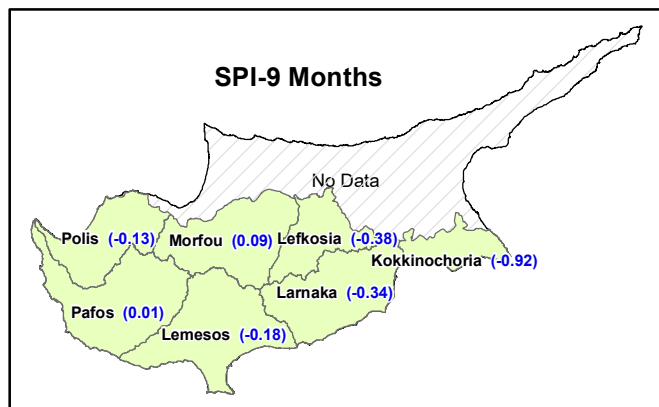 SPI-9 Months
No Data
Polis (-0.13)
Morfou (0.09)
Lefkosia (-0.38)
Kokkinochoria (-0.92)
Pafos (0.01)
Larnaka (-0.34)
Lemesos (-0.18)